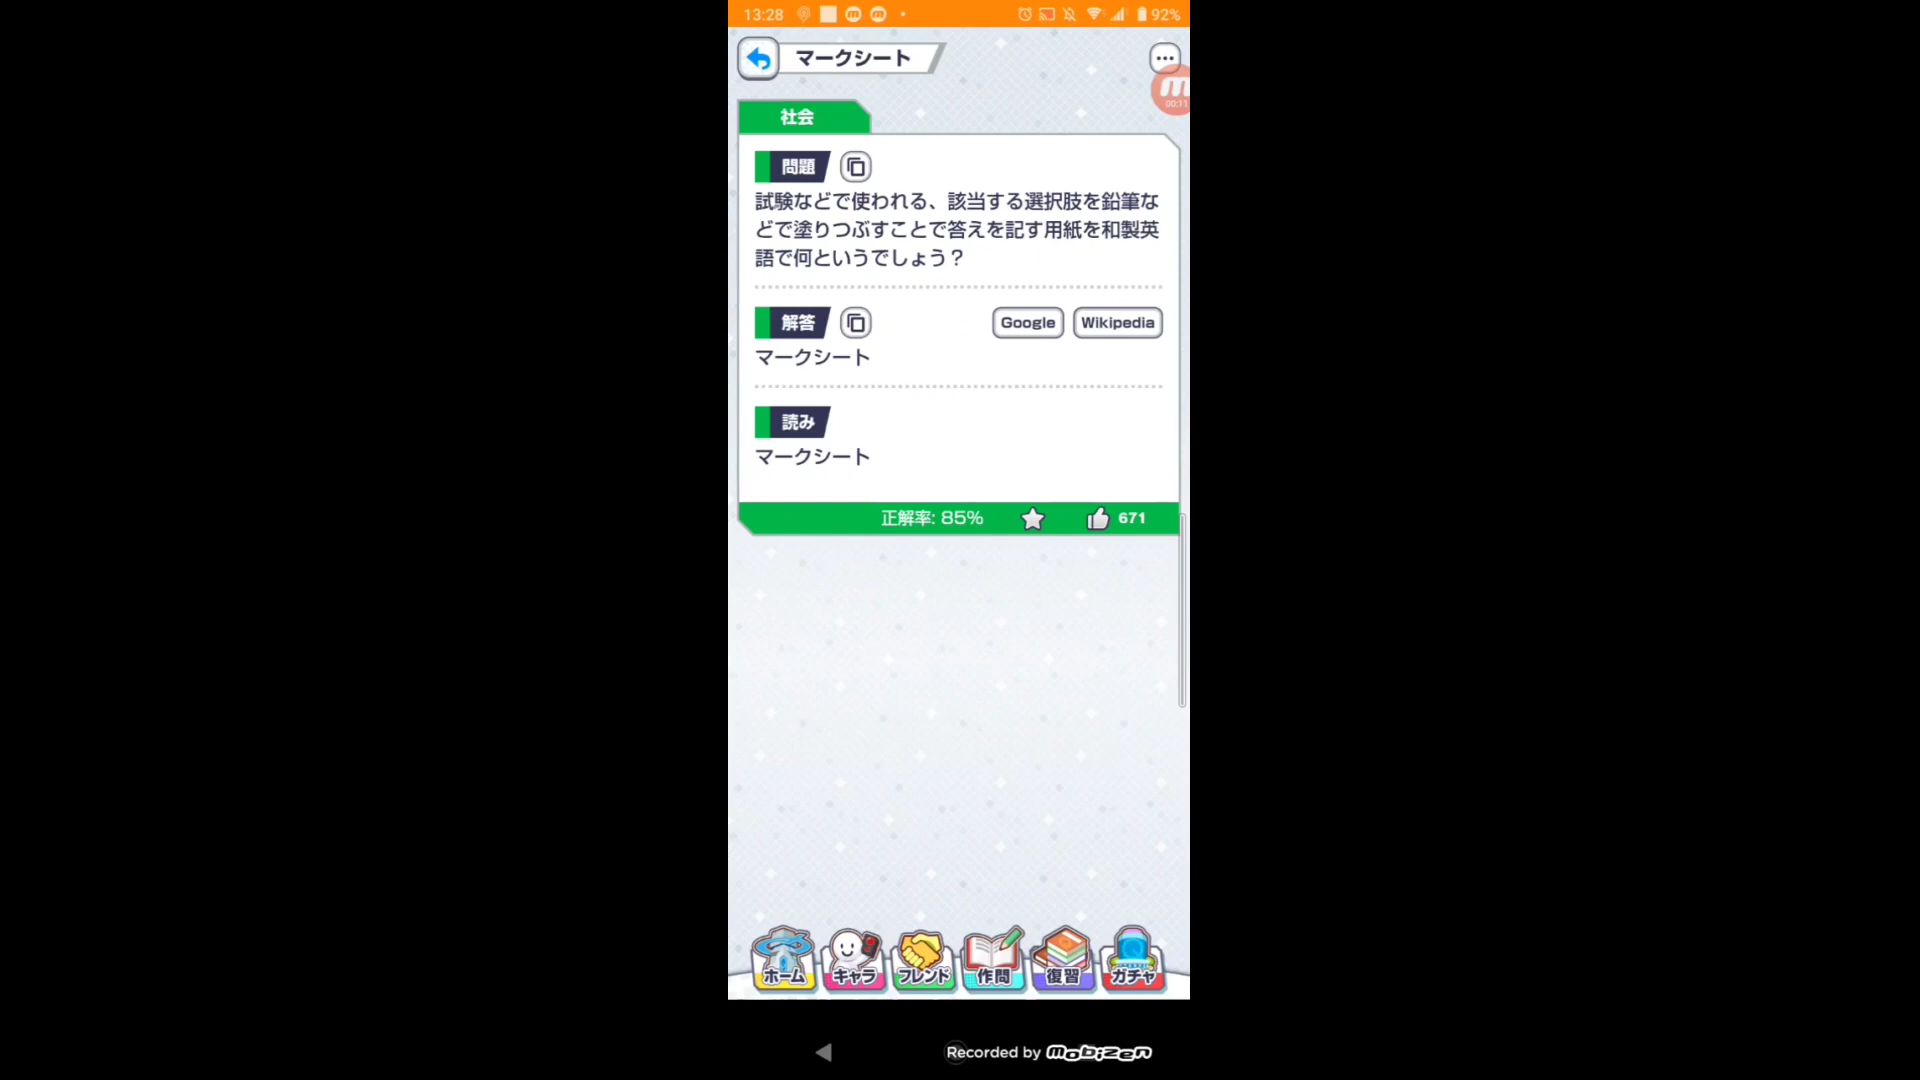 13:28
92%
マークシート
00:11
社会
問題
試験などで使われる、該当する選択肢を鉛筆な
どで塗りつぶすことで答えを記す用紙を和製英
語で何というでしょう？
解答
Google
Wikipedia
マークシート
読み
マークシート
正解率: 85%
671
ホーム
キャラ
フレンド
作問
復習
ガチャ
Recorded by mobizen